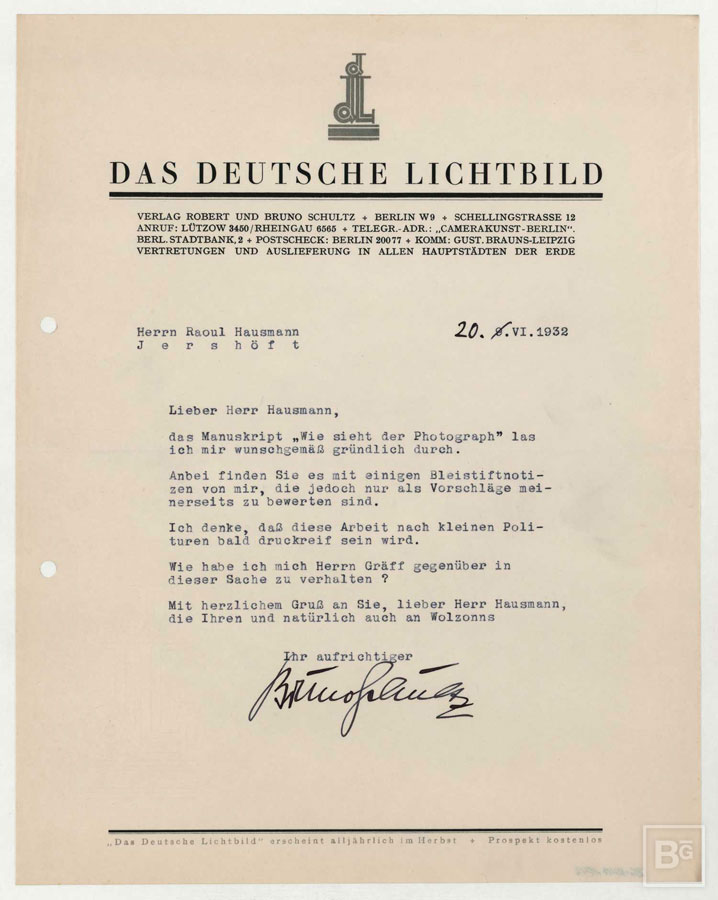 dL
DAS DEUTSCHE LICHTBILD
VERLAG ROBERT UND BRUNO SCHULTZ + BERLIN W9 + SCHELLINGSTRASSE 12
ANRUF: LÜTZOW 3450/RHEINGAU 6565 + TELEGR.-ADR.: „CAMERAKUNST-BERLIN".
BERL. STADTBANK, 2 + POSTSCHECK: BERLIN 20077 + KOMM: GUST. BRAUNS-LEIPZIG
VERTRETUNGEN UND AUSLIEFERUNG IN ALLEN HAUPTSTÄDTEN DER ERDE
Herrn Raoul Hausmann 20. .VI.1932
J e r s h ö f t
Lieber Herr Hausmann,
das Manuskript „Wie sieht der Photograph" las
ich mir wunschgemäß gründlich durch.
Anbei finden Sie es mit einigen Bleistiftnoti-
zen von mir, die jedoch nur als Vorschläge mei-
nerseits zu bewerten sind.
Ich denke, daß diese Arbeit nach kleinen Poli-
turen bald druckreif sein wird.
Wie habe ich mich Herrn Gräff gegenüber in
dieser Sache zu verhalten ?
Mit herzlichem Gruß an Sie, lieber Herr Hausmann,
die Ihren und natürlich auch an Wolzonns
Ihr aufrichtiger
Bruno Schultz
„Das Deutsche Lichtbild" erscheint alljährlich im Herbst + Prospekt kostenlos
BG